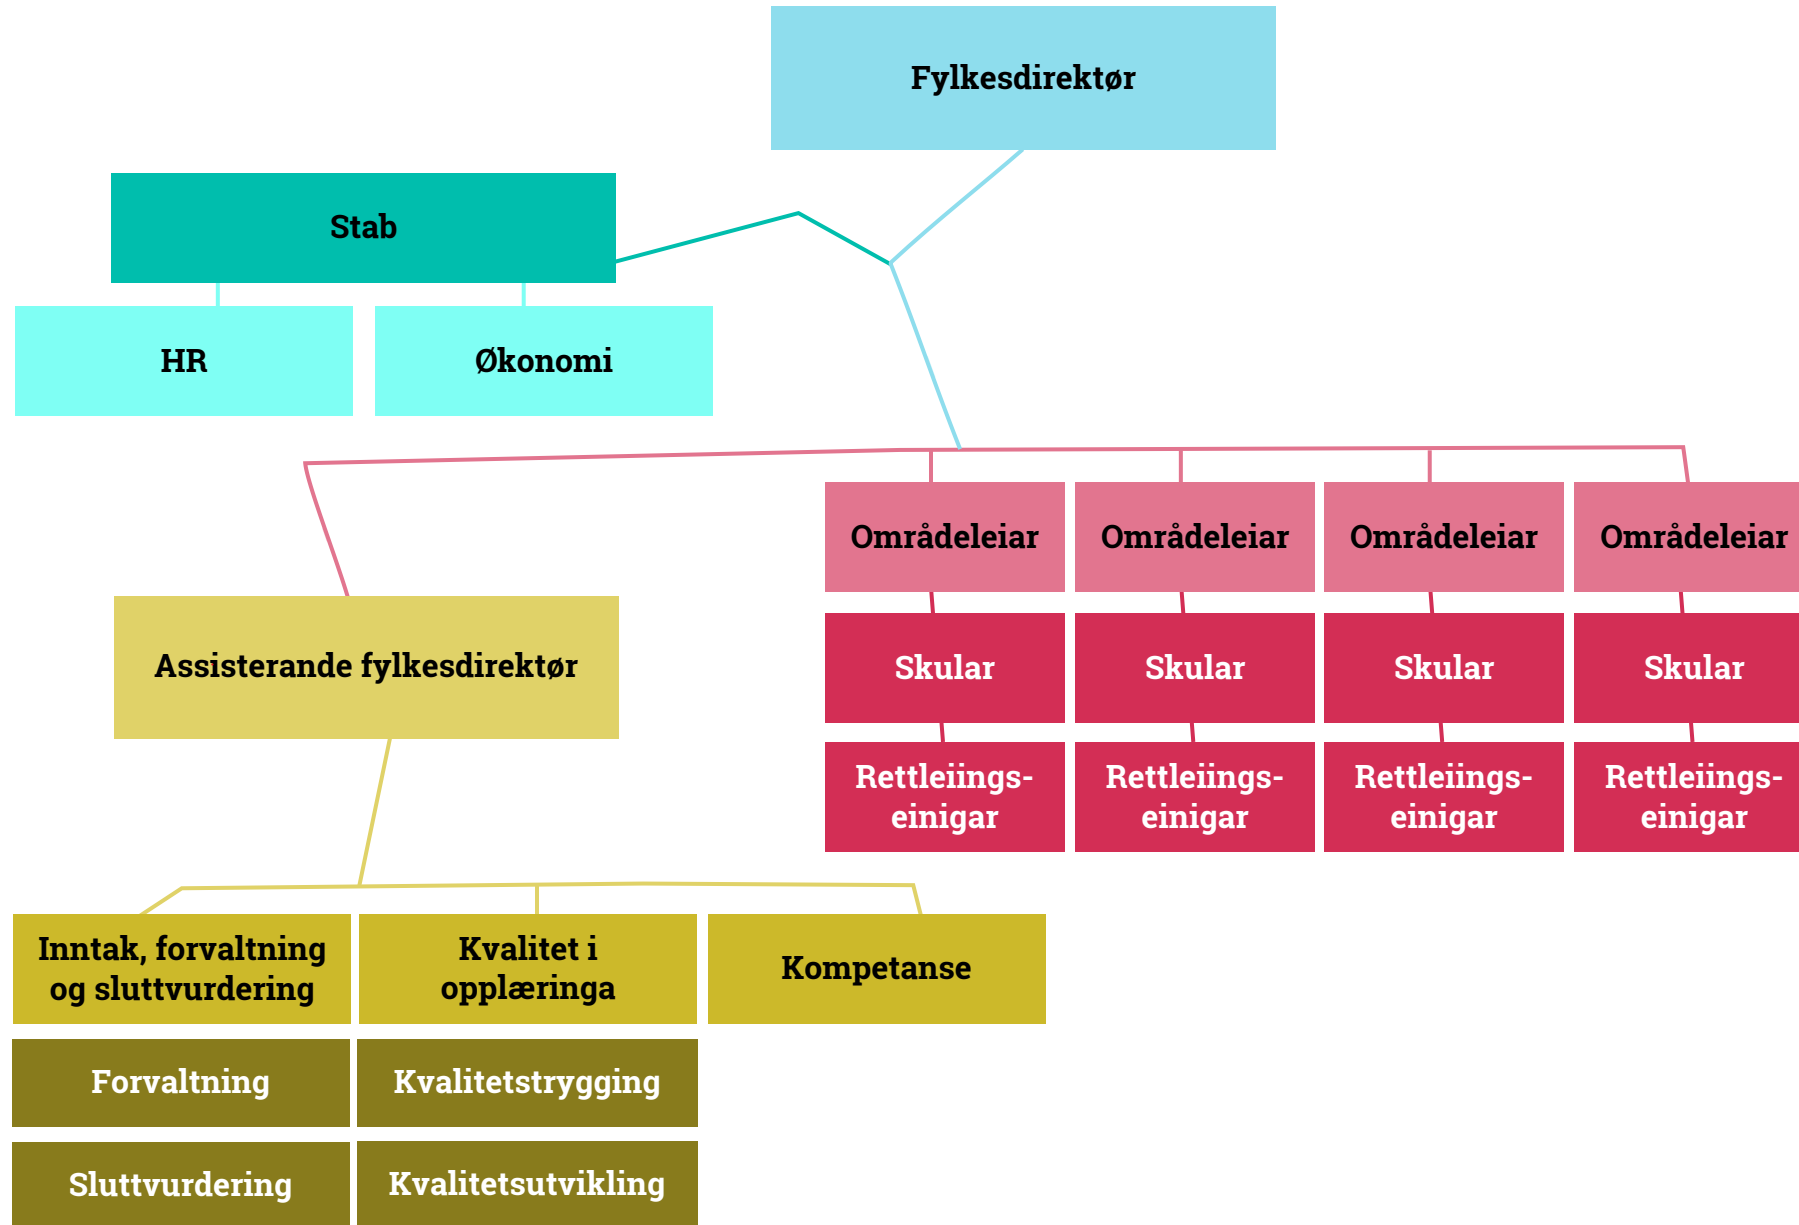 Fylkesdirektør
Stab
HR
Økonomi
Områdeleiar
Områdeleiar
Områdeleiar
Områdeleiar
Skular
Skular
Skular
Skular
Rettleiings-
einigar
Rettleiings-
einigar
Rettleiings-
einigar
Rettleiings-
einigar
Assisterande fylkesdirektør
Inntak, forvaltning
og sluttvurdering
Kvalitet i
opplæringa
Kompetanse
Forvaltning
Kvalitetstrygging
Sluttvurdering
Kvalitetsutvikling